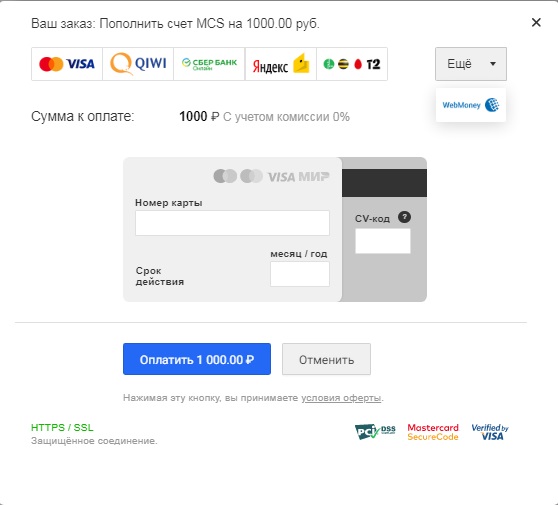 Ваш заказ: Пополнить счет MCS на 1000.00 руб.
VISA QIWI СБЕРБАНК Онлайн Яндекс T2
Ещё
WebMoney
Сумма к оплате: 1000 ₽ С учетом комиссии 0%
VISA МИР
Номер карты
CV-код ?
месяц / год
Срок
действия
Оплатить 1 000.00 ₽
Отменить
Нажимая эту кнопку, вы принимаете условия оферты.
HTTPS / SSL
Защищённое соединение.
PCI DSS
Mastercard
SecureCode
Verified by
VISA